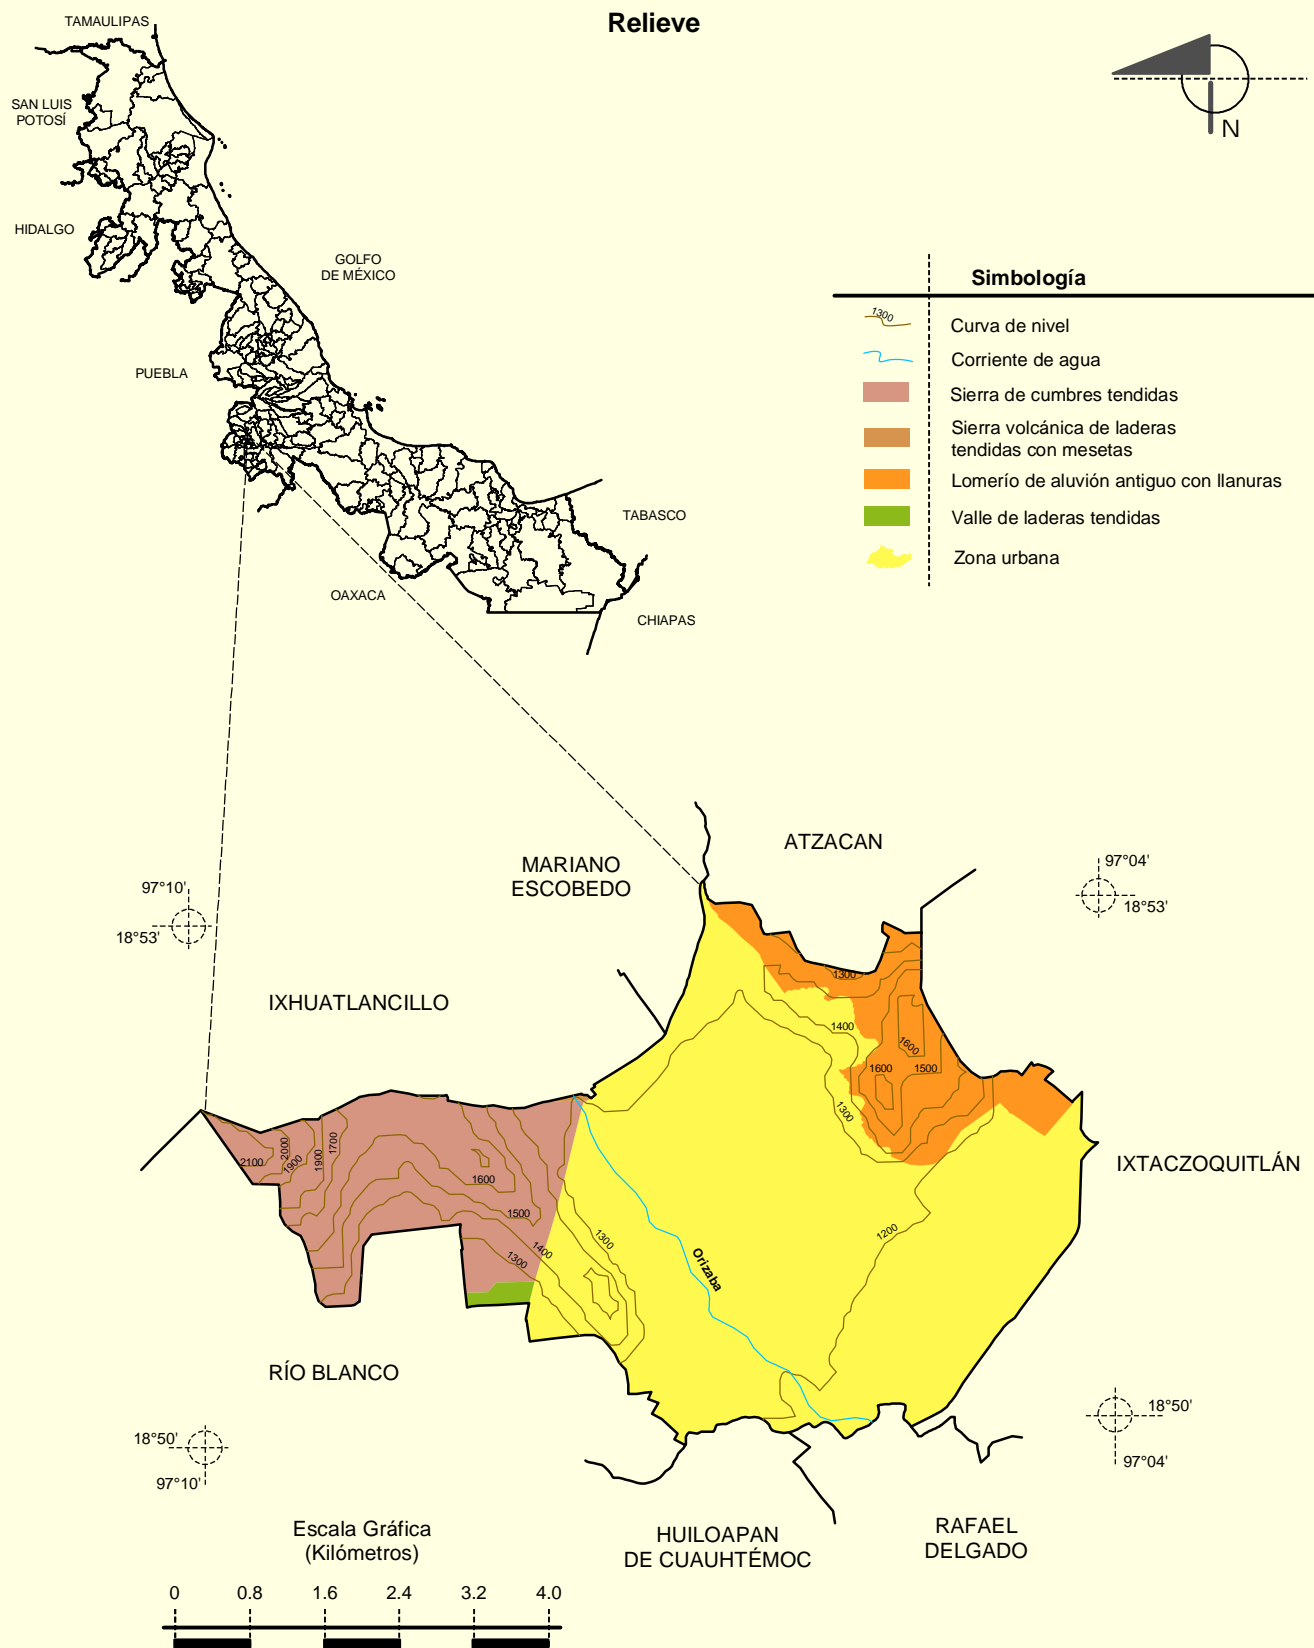 Relieve
TAMAULIPAS
SAN LUIS
POTOSÍ
HIDALGO
GOLFO
DE MÉXICO
PUEBLA
OAXACA
TABASCO
CHIAPAS
N
Simbología
1300
Curva de nivel
Corriente de agua
Sierra de cumbres tendidas
Sierra volcánica de laderas
tendidas con mesetas
Lomerío de aluvión antiguo con llanuras
Valle de laderas tendidas
Zona urbana
ATZACAN
MARIANO
ESCOBEDO
97°10'
18°53'
97°04'
18°53'
IXHUATLANCILLO
1300
1400
1600
1600
1500
1300
2100
2000
1900
1900
1700
1600
1500
1400
1300
1300
1200
Orizaba
IXTACZOQUITLÁN
RÍO BLANCO
18°50'
97°10'
18°50'
97°04'
HUILOAPAN
DE CUAUHTÉMOC
RAFAEL
DELGADO
Escala Gráfica
(Kilómetros)
0 0.8 1.6 2.4 3.2 4.0